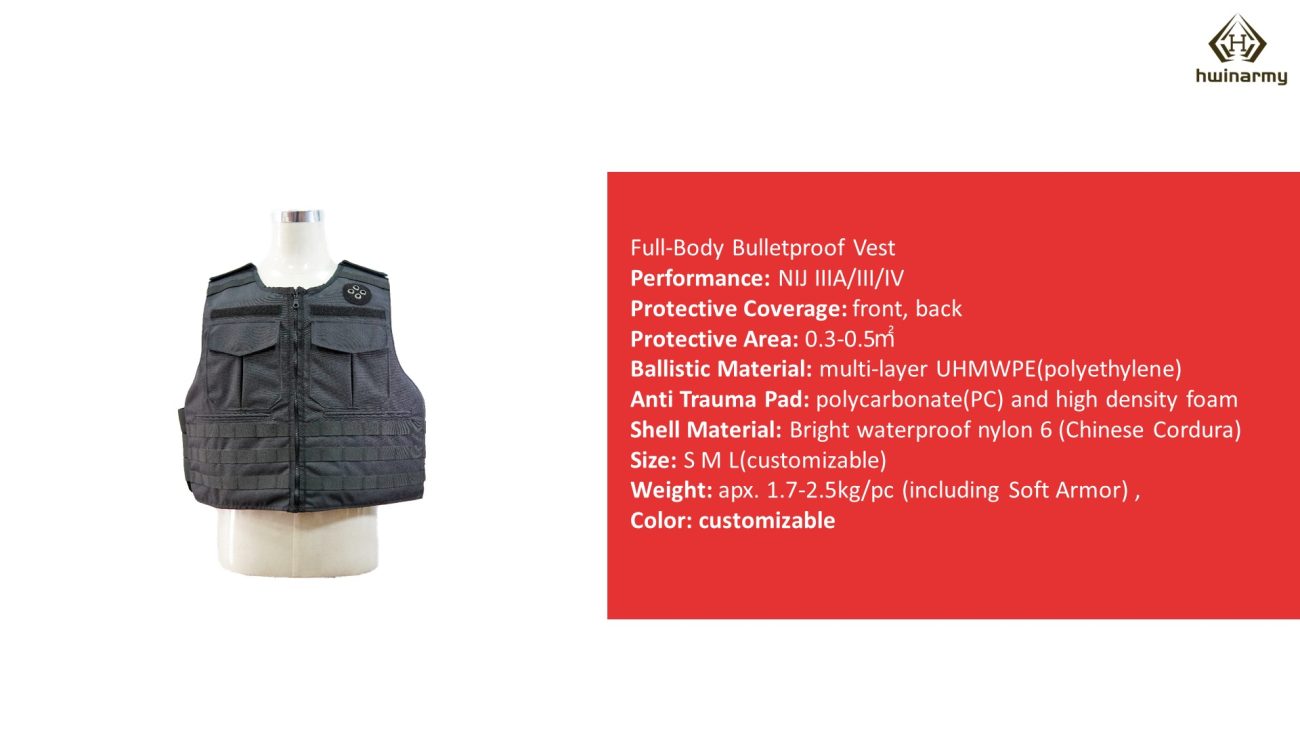 H
hwinarmy
Full-Body Bulletproof Vest
Performance: NIJ IIIA/III/IV
Protective Coverage: front, back
Protective Area: 0.3-0.5㎡
Ballistic Material: multi-layer UHMWPE(polyethylene)
Anti Trauma Pad: polycarbonate(PC) and high density foam
Shell Material: Bright waterproof nylon 6 (Chinese Cordura)
Size: S M L(customizable)
Weight: apx. 1.7-2.5kg/pc (including Soft Armor) ,
Color: customizable